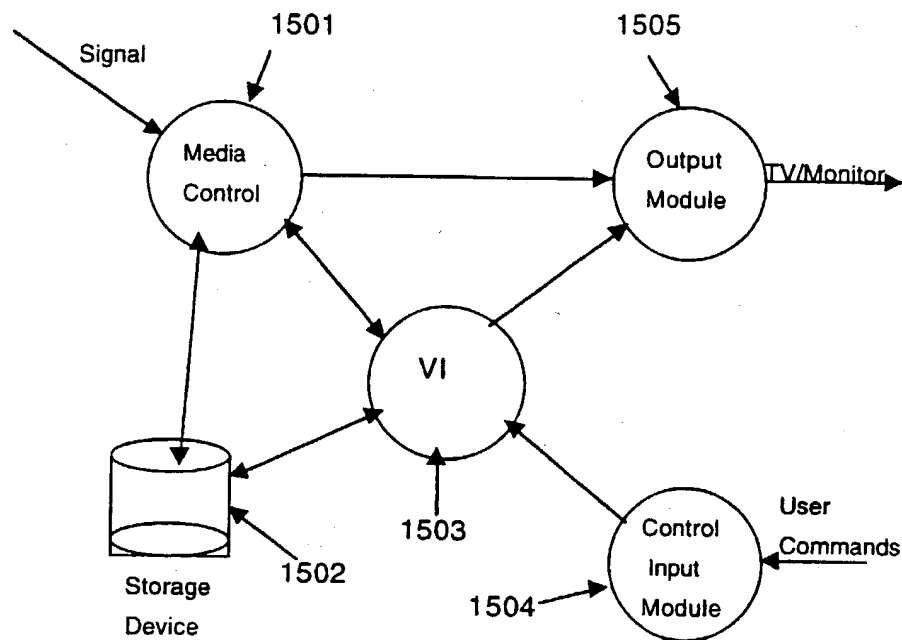 1501
1505
Signal
Media
Control
Output
Module
TV/Monitor
VI
1503
1502
Storage
Device
1504
Control
Input
Module
User
Commands